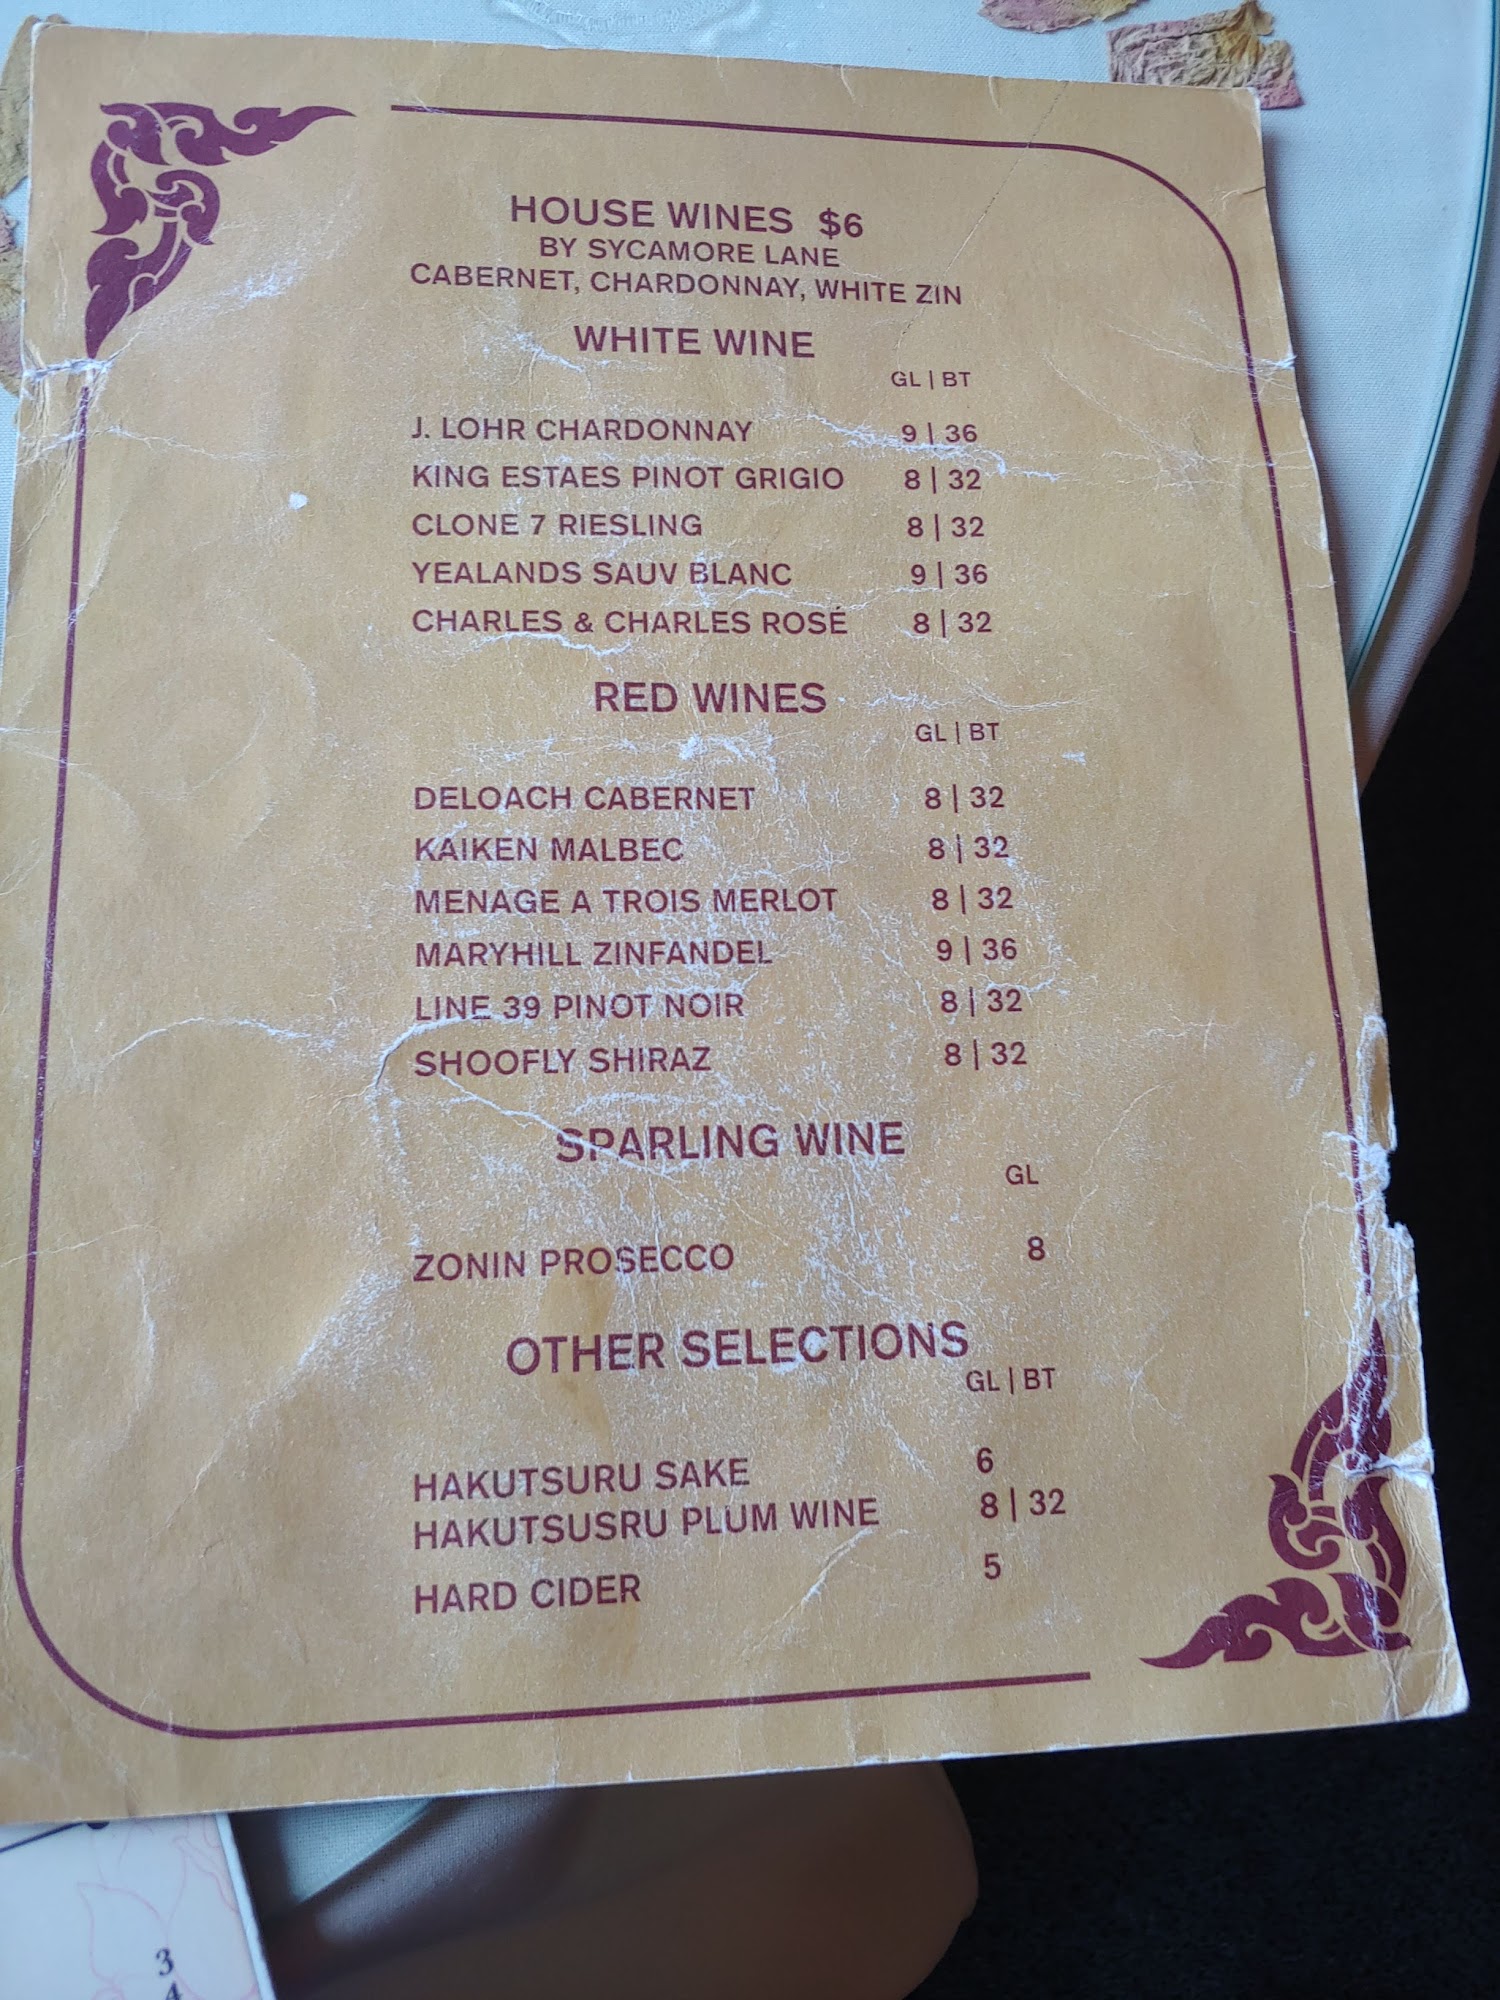 HOUSE WINES $6
BY SYCAMORE LANE
CABERNET, CHARDONNAY, WHITE ZIN
WHITE WINE
GL | BT
J. LOHR CHARDONNAY 9 | 36
KING ESTAES PINOT GRIGIO 8 | 32
CLONE 7 RIESLING 8 | 32
YEALANDS SAUV BLANC 9 | 36
CHARLES & CHARLES ROSÉ 8 | 32
RED WINES
GL | BT
DELOACH CABERNET 8 | 32
KAIKEN MALBEC 8 | 32
MENAGE A TROIS MERLOT 8 | 32
MARYHILL ZINFANDEL 9 | 36
LINE 39 PINOT NOIR 8 | 32
SHOOFLY SHIRAZ 8 | 32
SPARLING WINE
GL
ZONIN PROSECCO 8
OTHER SELECTIONS
GL | BT
HAKUTSURU SAKE 6
HAKUTSUSRU PLUM WINE 8 | 32
HARD CIDER 5
3
4